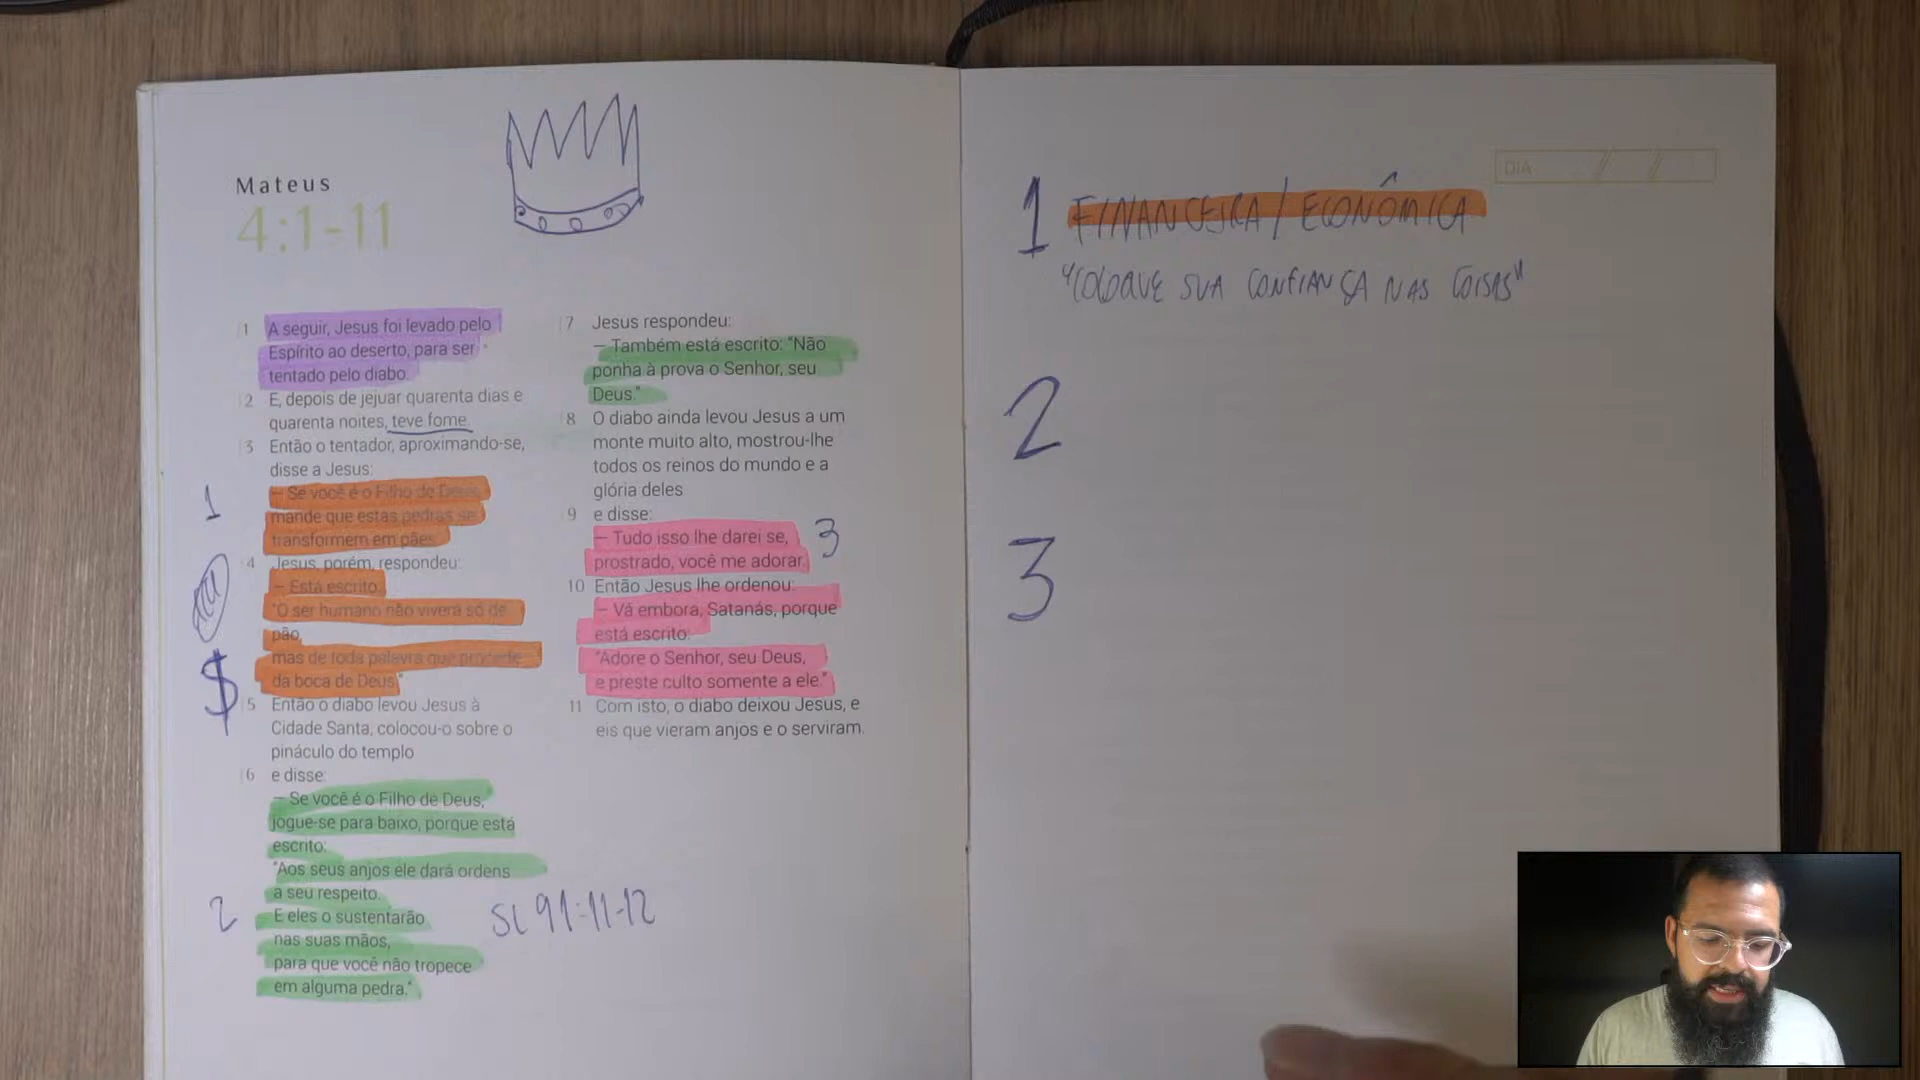 Mateus
4:1-11
1 A seguir, Jesus foi levado pelo
Espírito ao deserto, para ser
tentado pelo diabo.
2 E, depois de jejuar quarenta dias e
quarenta noites, teve fome.
3 Então o tentador, aproximando-se,
disse a Jesus:
1
– Se você é o Filho de Deus,
mande que estas pedras se
transformem em pães.
4 Jesus, porém, respondeu:
– Está escrito:
"O ser humano não viverá só de
pão,
mas de toda palavra que procede
da boca de Deus."
$
5 Então o diabo levou Jesus à
Cidade Santa, colocou-o sobre o
pináculo do templo
6 e disse:
– Se você é o Filho de Deus,
jogue-se para baixo, porque está
escrito:
"Aos seus anjos ele dará ordens
a seu respeito.
2
E eles o sustentarão
nas suas mãos,
para que você não tropece
em alguma pedra."
SL 91:11-12
7 Jesus respondeu:
– Também está escrito: "Não
ponha à prova o Senhor, seu
Deus."
8 O diabo ainda levou Jesus a um
monte muito alto, mostrou-lhe
todos os reinos do mundo e a
glória deles
9 e disse:
– Tudo isso lhe darei se,
prostrado, você me adorar.
3
10 Então Jesus lhe ordenou:
– Vá embora, Satanás, porque
está escrito:
"Adore o Senhor, seu Deus,
e preste culto somente a ele."
11 Com isto, o diabo deixou Jesus, e
eis que vieram anjos e o serviram.
DIA / /
1 FINANCEIRA / ECONÔMICA
"COLOQUE SUA CONFIANÇA NAS COISAS"
2
3